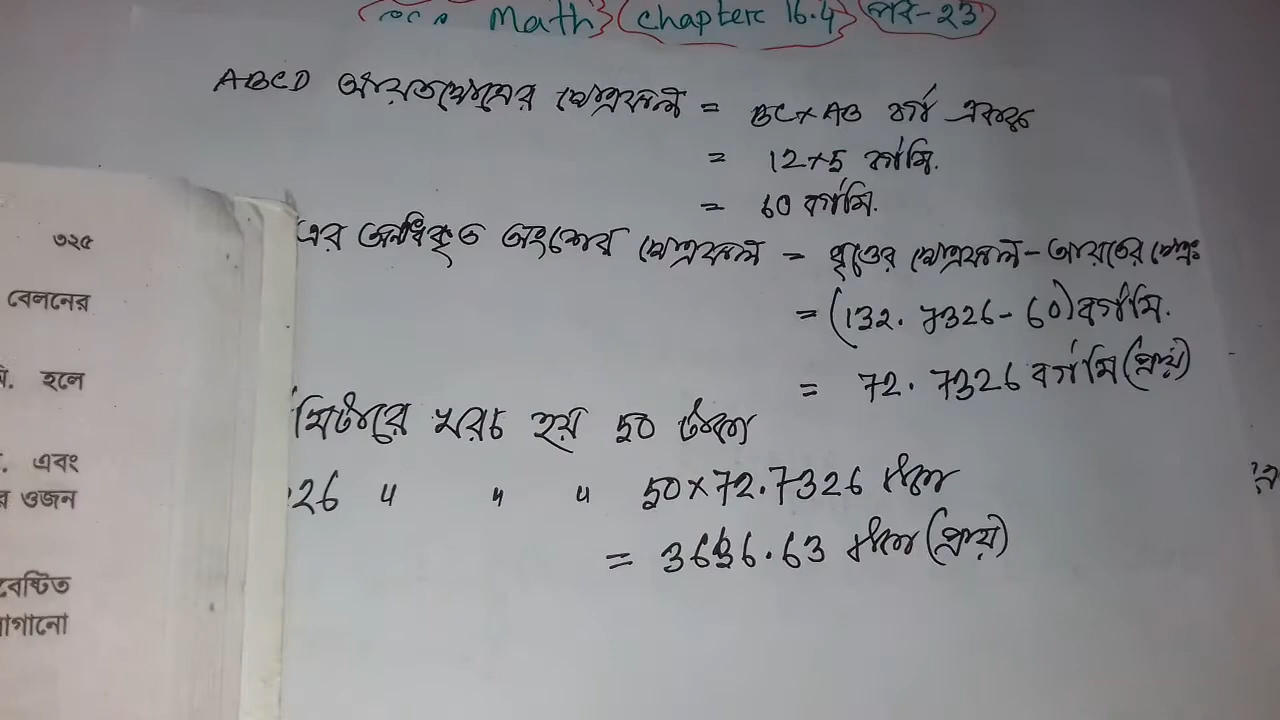 Math} (Chapter 16.4} পর্ব-23
ABCD আয়তক্ষেত্রের ক্ষেত্রফল = BC×AB বর্গ একক
= 12×5 বর্গমি.
= 60 বর্গমি.
এর অনধিকৃত অংশের ক্ষেত্রফল = বৃত্তের ক্ষেত্রফল - আয়তের ক্ষেত্রঃ
= (132.7326-60) বর্গমি.
= 72.7326 বর্গমি (প্রায়)
মিটারে খরচ হয় 50 টাকা
26 " " " 50×72.7326 টাকা
= 3636.63 টাকা (প্রায়)
৩২৫
বেলনের
মি. হলে
. এবং
র ওজন
বেষ্টিত
লাগানো